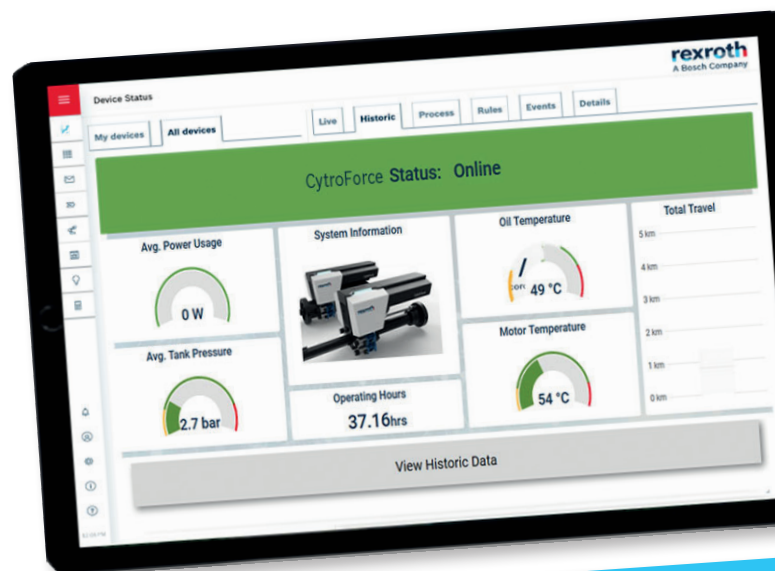 rexroth
A Bosch Company
Device Status
My devices
All devices
Live
Historic
Process
Rules
Events
Details
CytroForce Status: Online
Avg. Power Usage
0 W
System Information
Oil Temperature
49 °C
Total Travel
5 km
4 km
3 km
2 km
1 km
0 km
Avg. Tank Pressure
2.7 bar
Operating Hours
37.16hrs
Motor Temperature
54 °C
View Historic Data